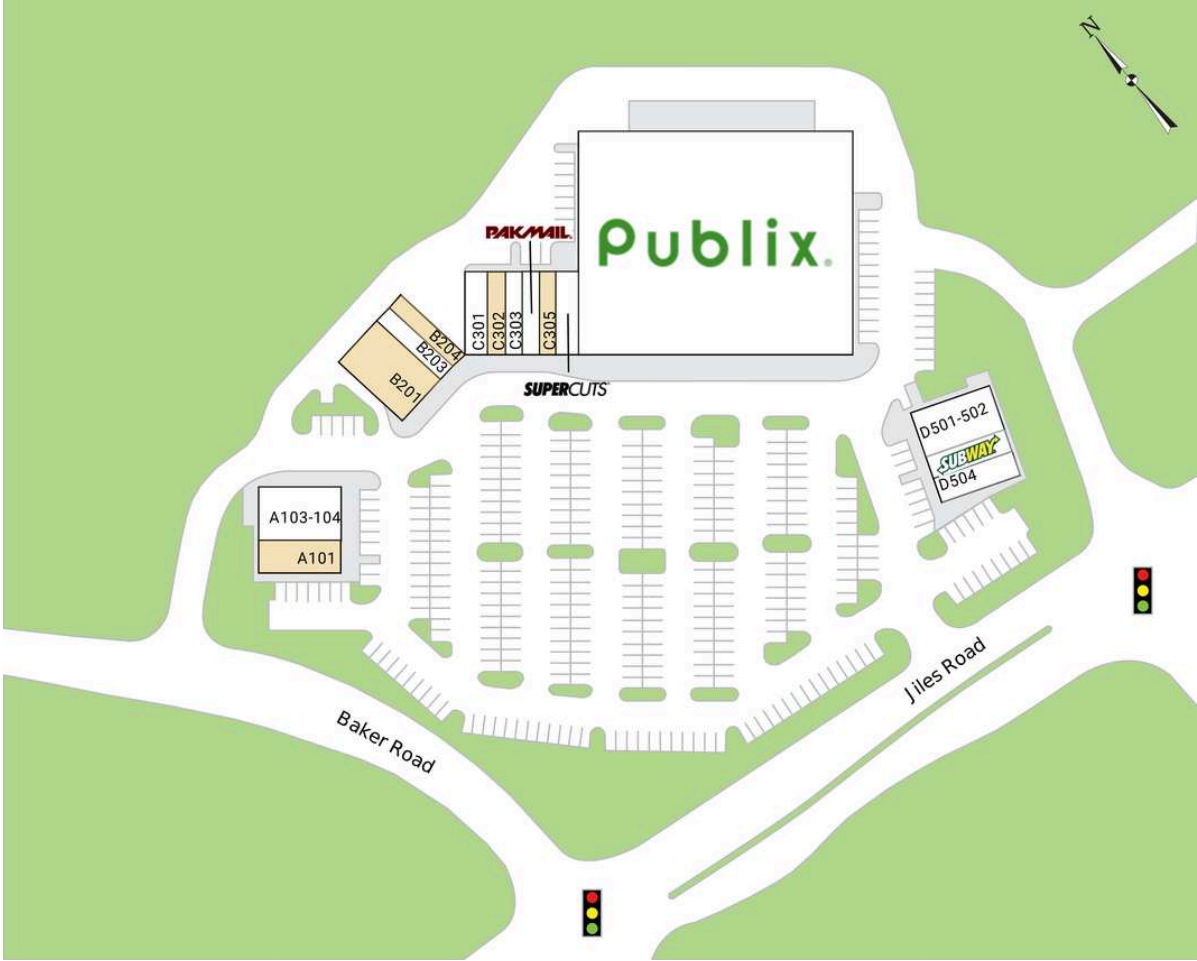 N
PAKMAIL
Publix.
C301
C302
C303
C305
B204
B203
B201
SUPERCUTS
D501-502
SUBWAY
D504
A103-104
A101
Jiles Road
Baker Road